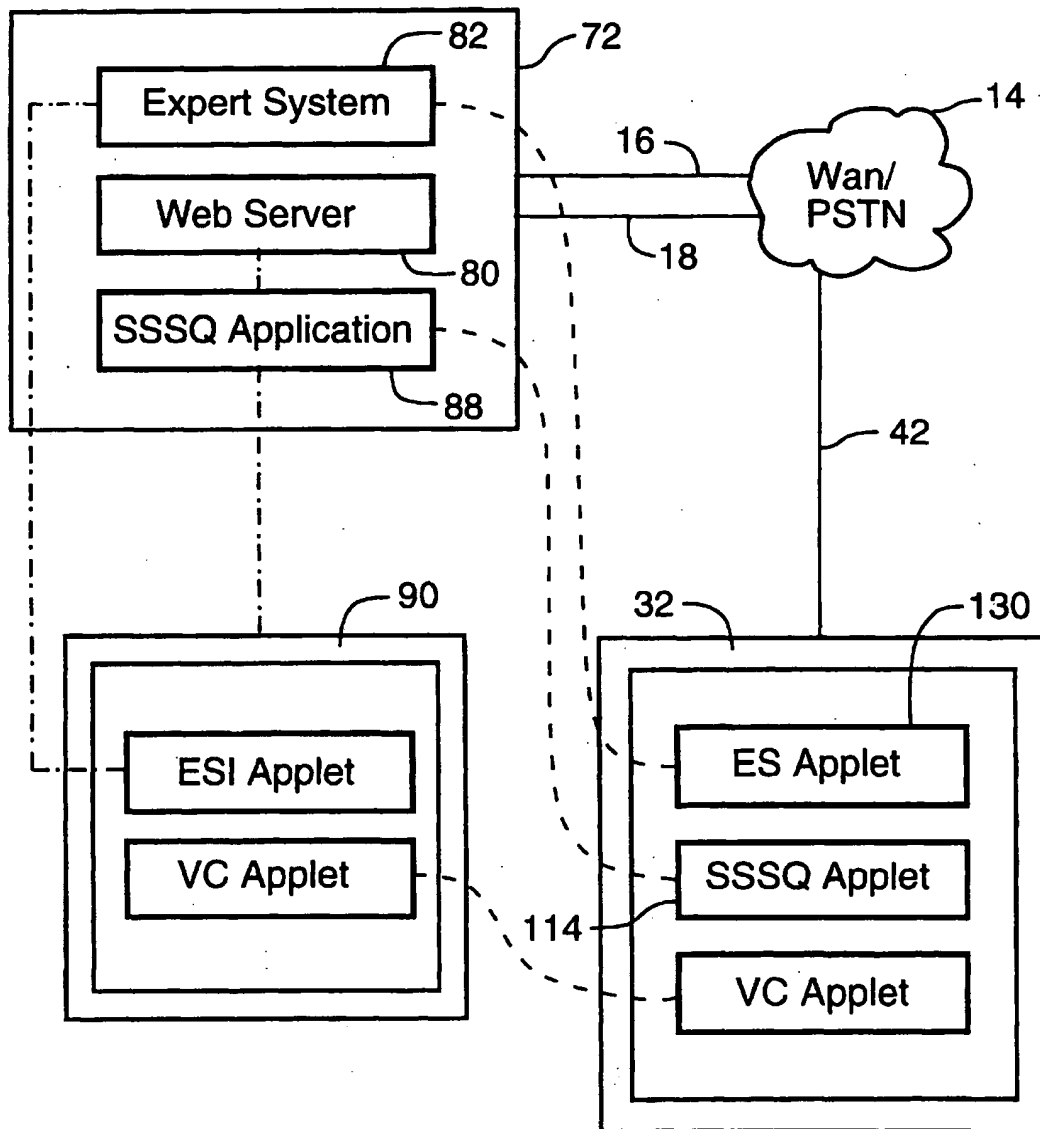 82
72
Expert System
14
16
Wan/
PSTN
Web Server
18
80
SSSQ Application
88
42
90
32
130
ESI Applet
ES Applet
VC Applet
SSSQ Applet
114
VC Applet